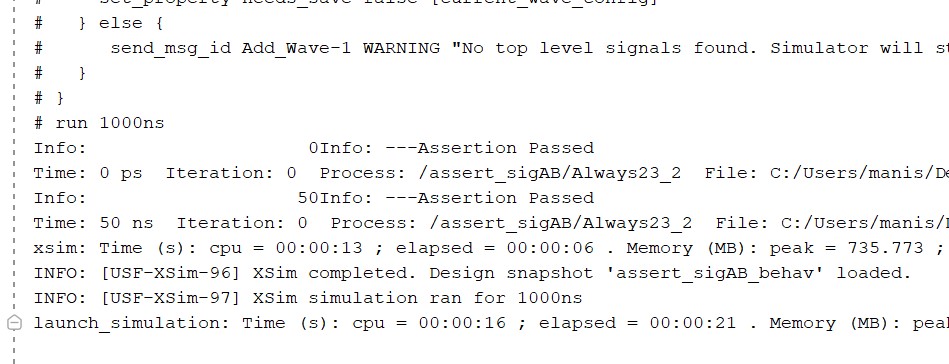 #     set_property needs_save false [current_wave_config]
#   } else {
#      send_msg_id Add_Wave-1 WARNING "No top level signals found. Simulator will
#   }
# }
# run 1000ns
Info:                    0Info: ---Assertion Passed
Time: 0 ps  Iteration: 0  Process: /assert_sigAB/Always23_2  File: C:/Users/manis/
Info:                   50Info: ---Assertion Passed
Time: 50 ns  Iteration: 0  Process: /assert_sigAB/Always23_2  File: C:/Users/manis/
xsim: Time (s): cpu = 00:00:13 ; elapsed = 00:00:06 . Memory (MB): peak = 735.773 ;
INFO: [USF-XSim-96] XSim completed. Design snapshot 'assert_sigAB_behav' loaded.
INFO: [USF-XSim-97] XSim simulation ran for 1000ns
launch_simulation: Time (s): cpu = 00:00:16 ; elapsed = 00:00:21 . Memory (MB):